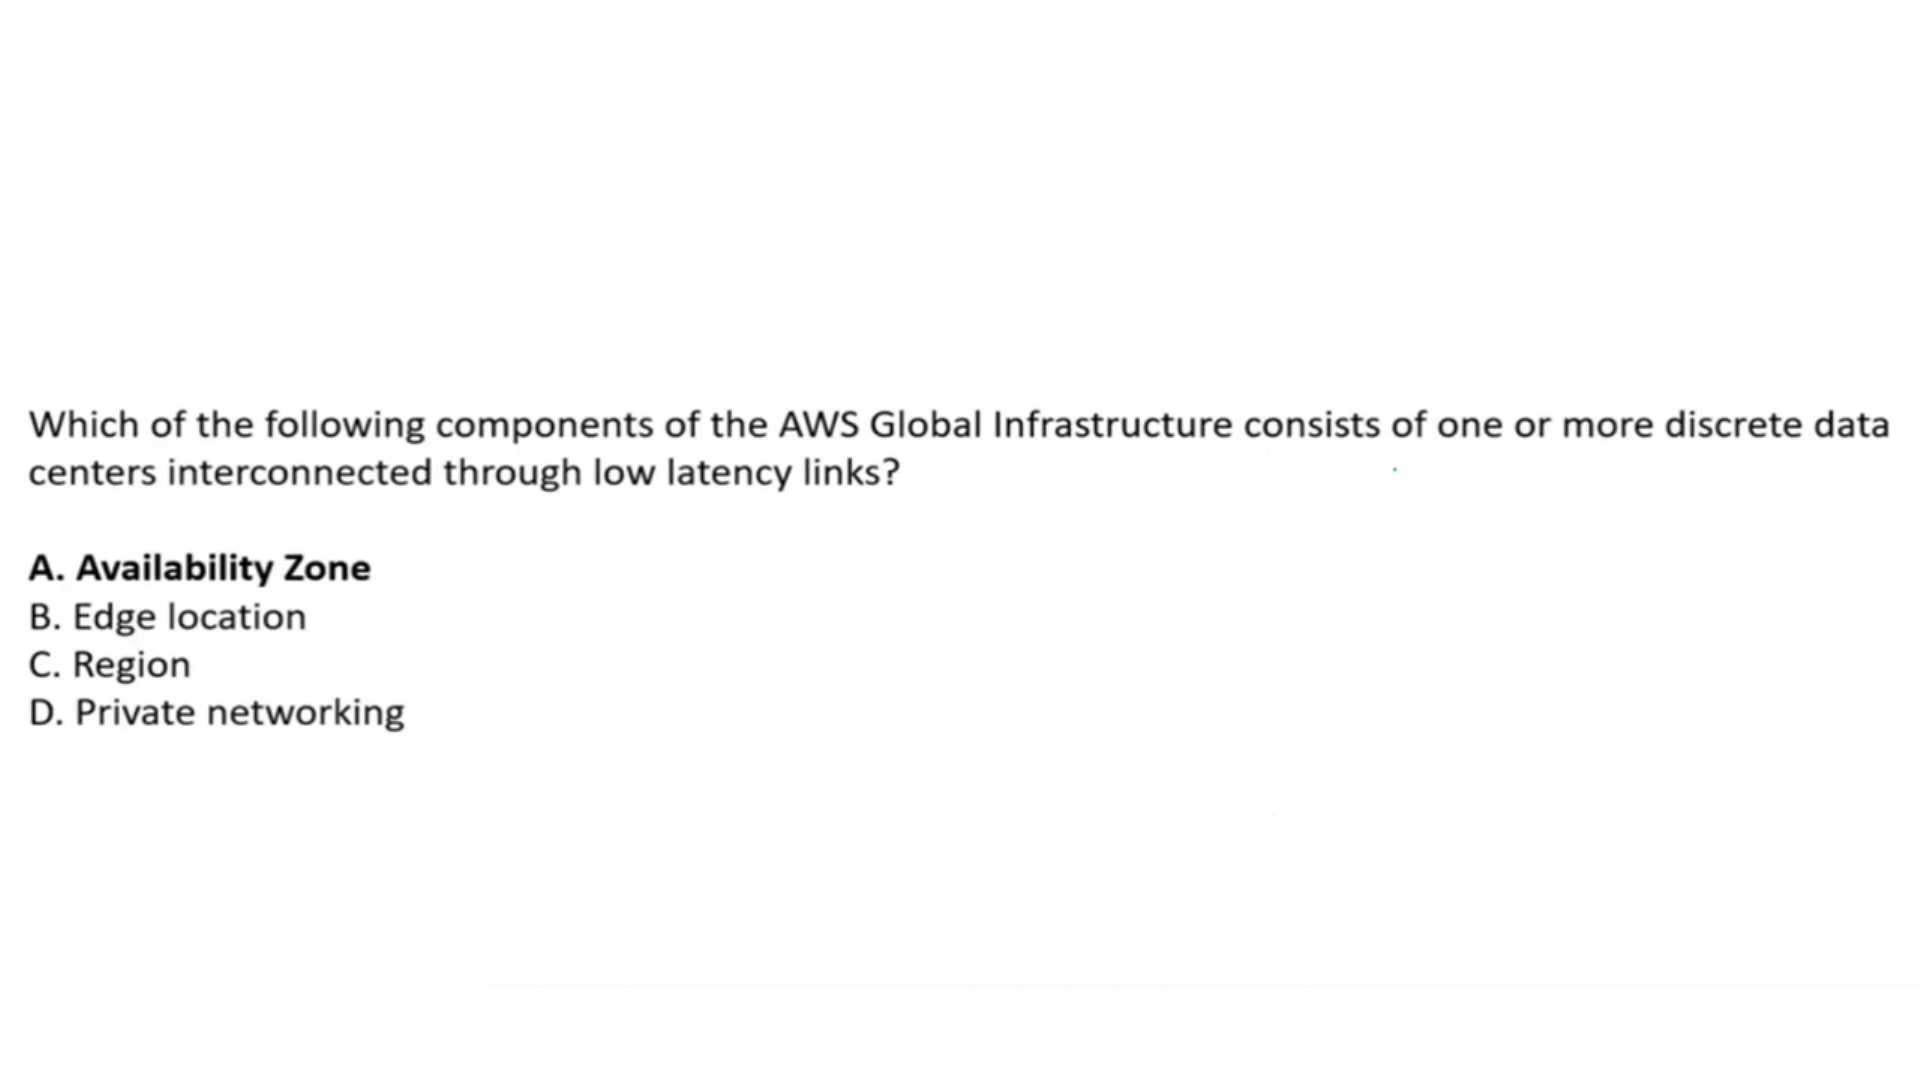 Which of the following components of the AWS Global Infrastructure consists of one or more discrete data
centers interconnected through low latency links?
A. Availability Zone
B. Edge location
C. Region
D. Private networking